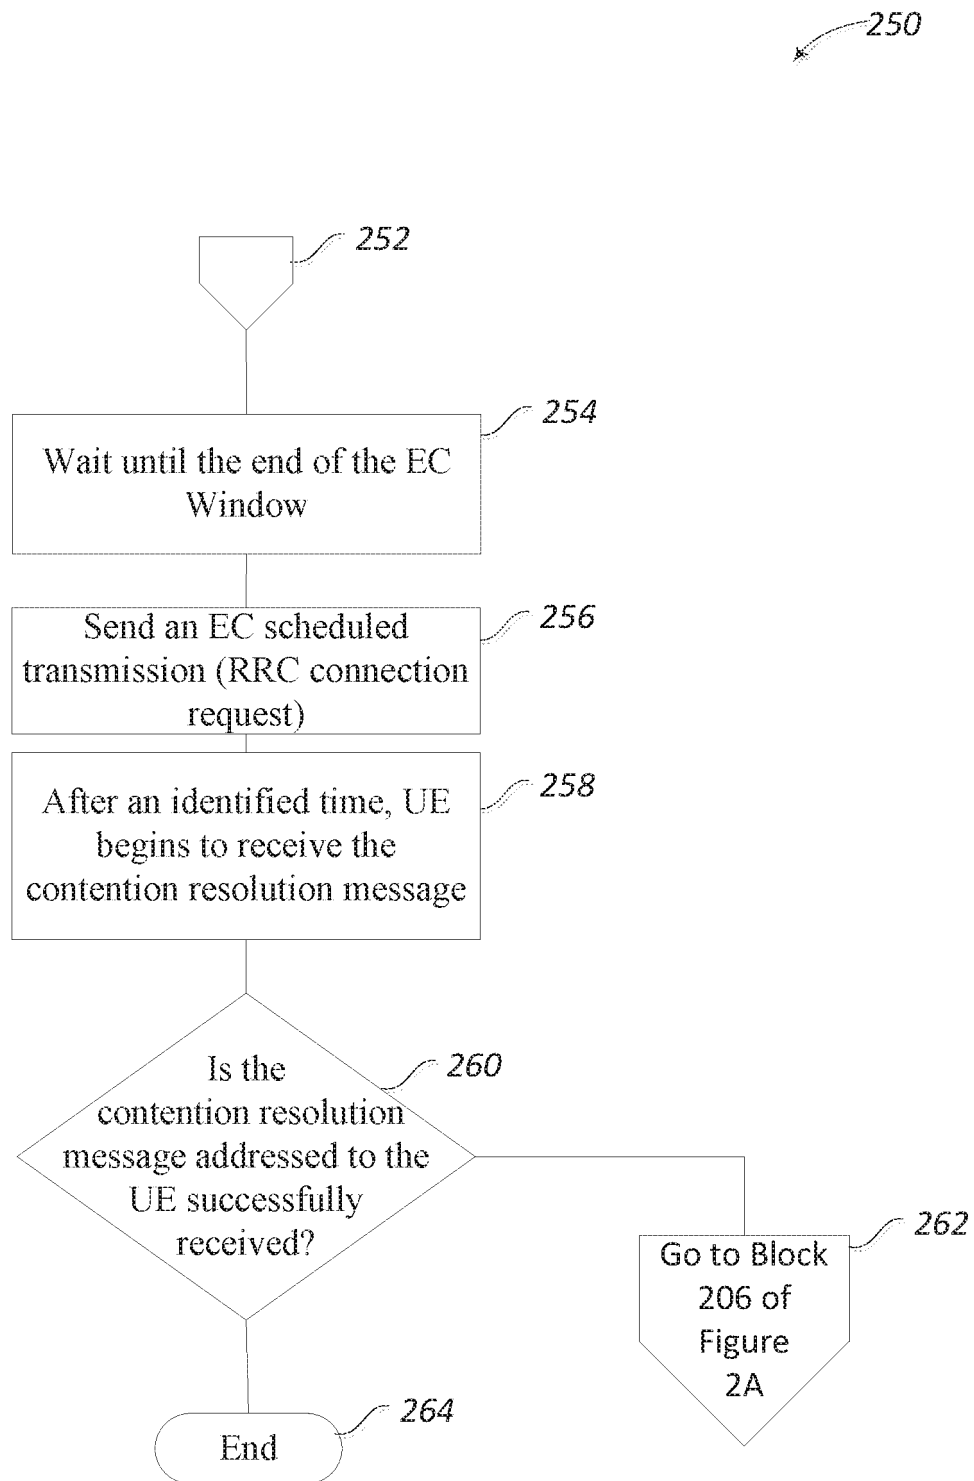 250
252
254
Wait until the end of the EC
Window
256
Send an EC scheduled
transmission (RRC connection
request)
258
After an identified time, UE
begins to receive the
contention resolution message
260
Is the
contention resolution
message addressed to the
UE successfully
received?
262
Go to Block
206 of
Figure
2A
264
End